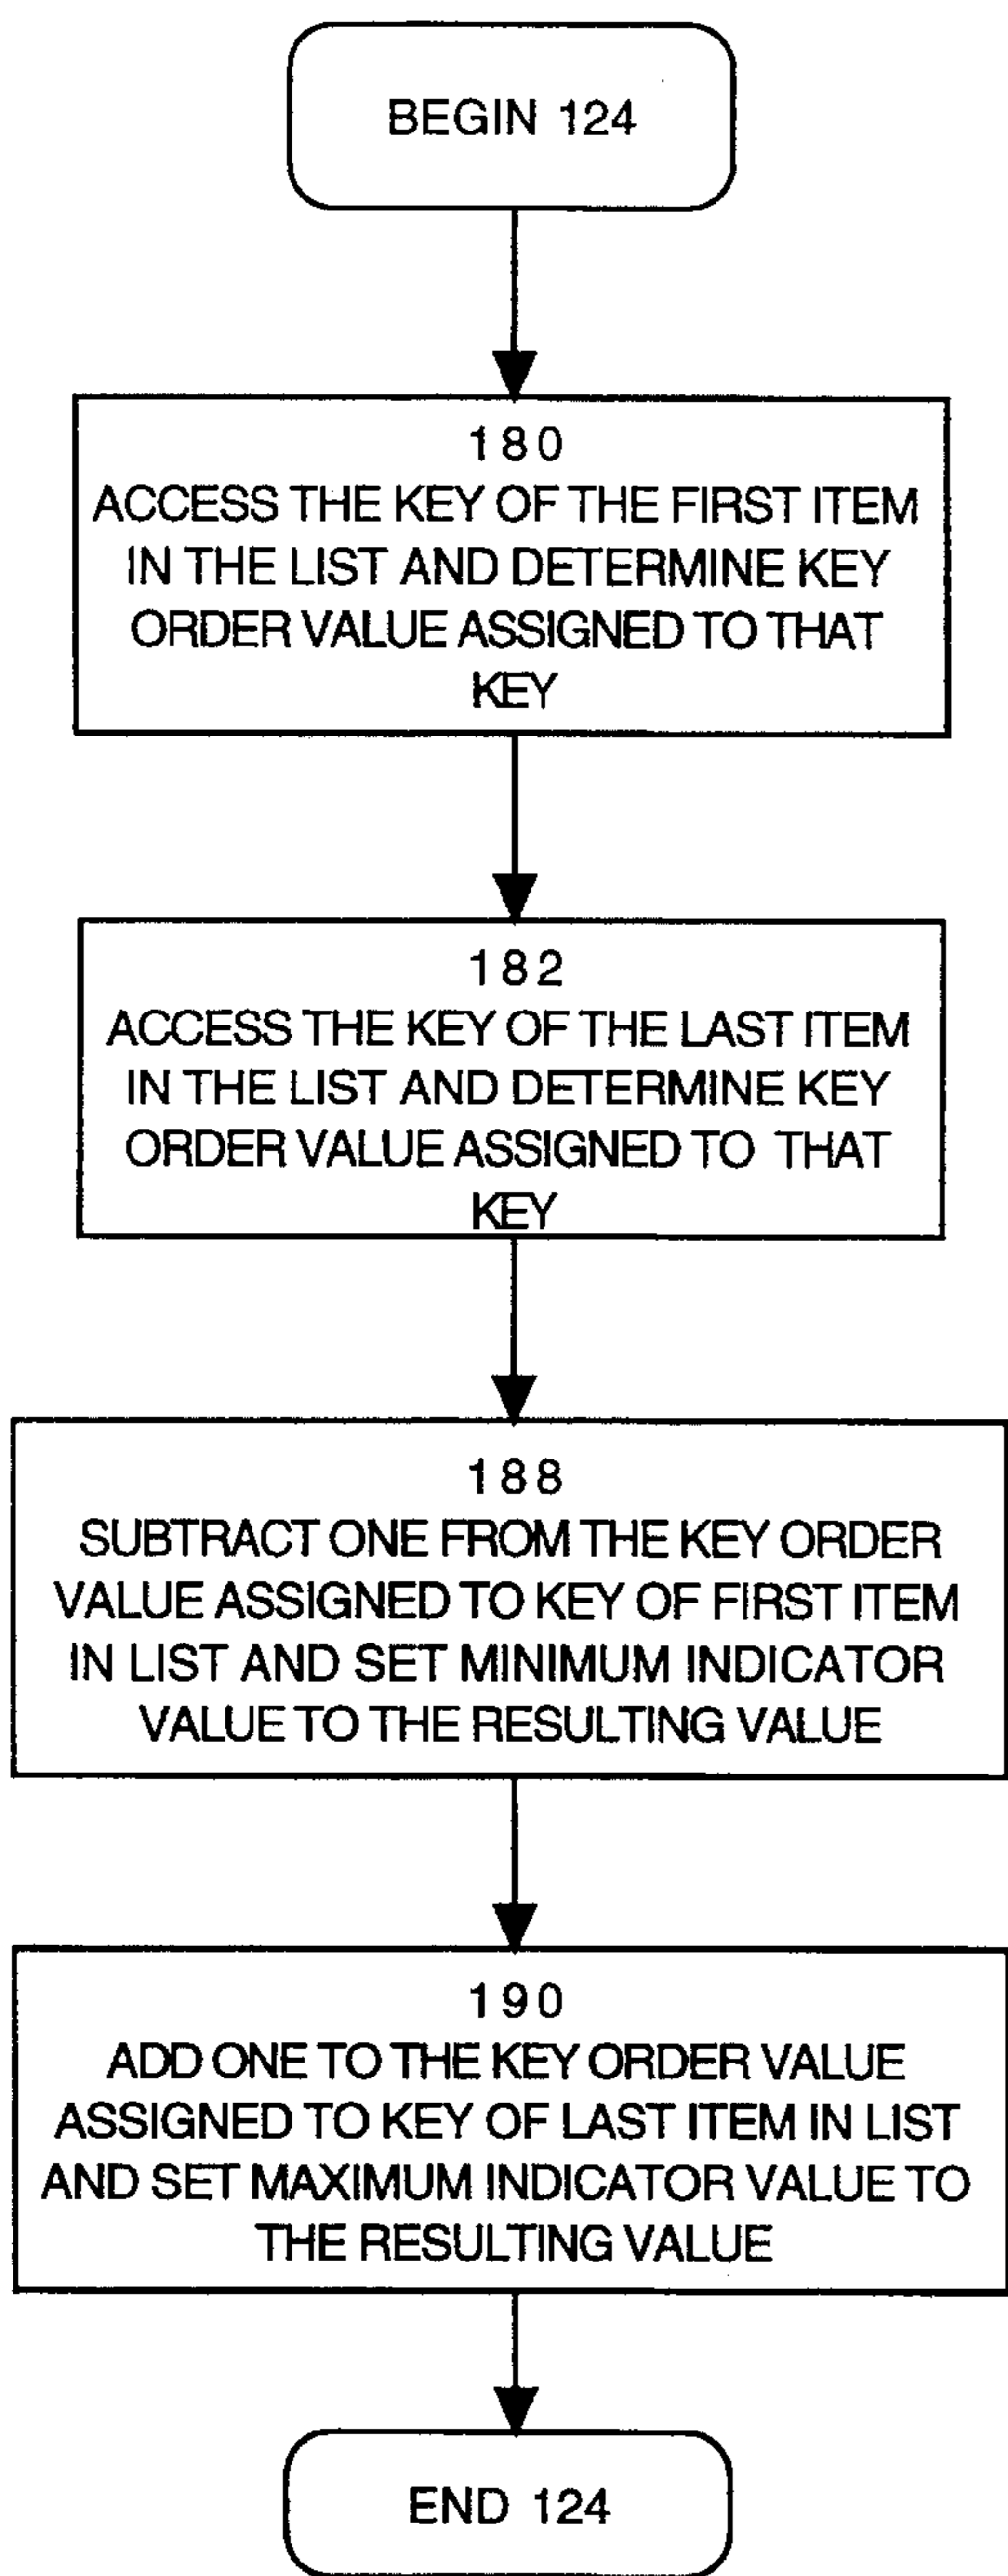 BEGIN 124
180
ACCESS THE KEY OF THE FIRST ITEM
IN THE LIST AND DETERMINE KEY
ORDER VALUE ASSIGNED TO THAT
KEY
182
ACCESS THE KEY OF THE LAST ITEM
IN THE LIST AND DETERMINE KEY
ORDER VALUE ASSIGNED TO THAT
KEY
188
SUBTRACT ONE FROM THE KEY ORDER
VALUE ASSIGNED TO KEY OF FIRST ITEM
IN LIST AND SET MINIMUM INDICATOR
VALUE TO THE RESULTING VALUE
190
ADD ONE TO THE KEY ORDER VALUE
ASSIGNED TO KEY OF LAST ITEM IN LIST
AND SET MAXIMUM INDICATOR VALUE TO
THE RESULTING VALUE
END 124